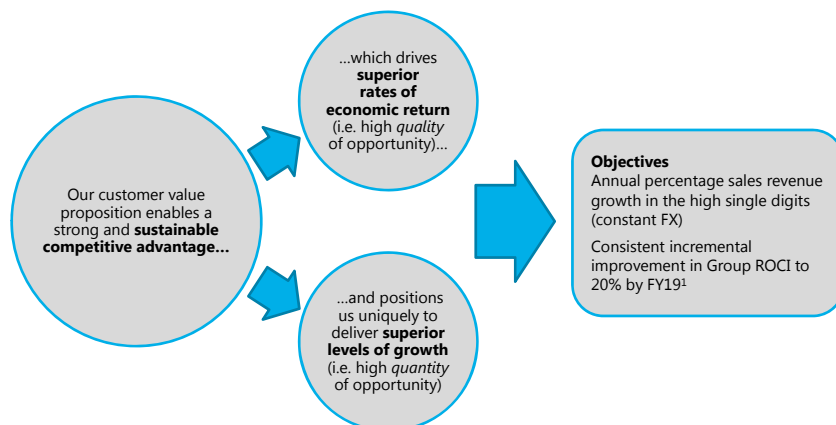 Our customer value
proposition enables a
strong and sustainable
competitive advantage...
...which drives
superior
rates of
economic return
(i.e. high quality
of opportunity)...
...and positions
us uniquely to
deliver superior
levels of growth
(i.e. high quantity
of opportunity)
Objectives
Annual percentage sales revenue
growth in the high single digits
(constant FX)
Consistent incremental
improvement in Group ROCI to
20% by FY19¹